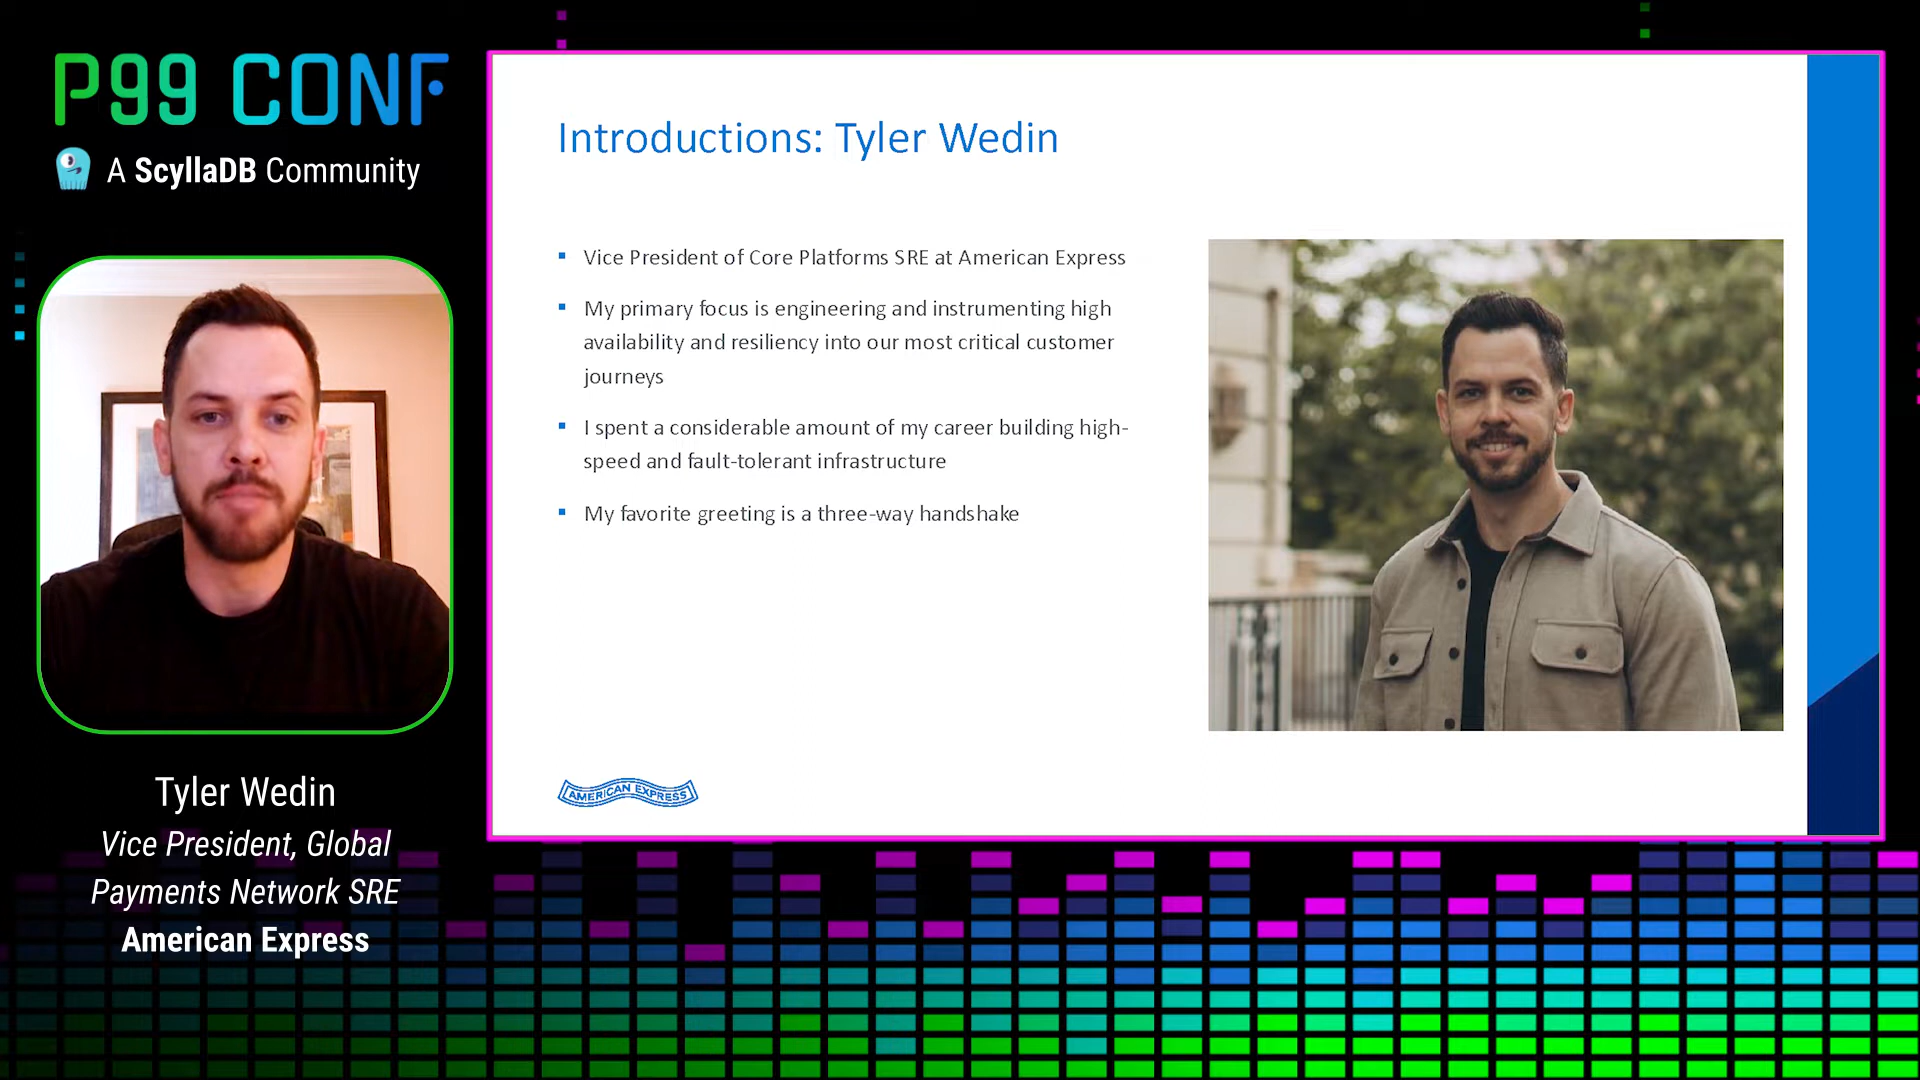 P99 CONF
A ScyllaDB Community
Tyler Wedin
Vice President, Global
Payments Network SRE
American Express
Introductions: Tyler Wedin
Vice President of Core Platforms SRE at American Express
My primary focus is engineering and instrumenting high
availability and resiliency into our most critical customer
journeys
I spent a considerable amount of my career building high-
speed and fault-tolerant infrastructure
My favorite greeting is a three-way handshake
AMERICAN EXPRESS